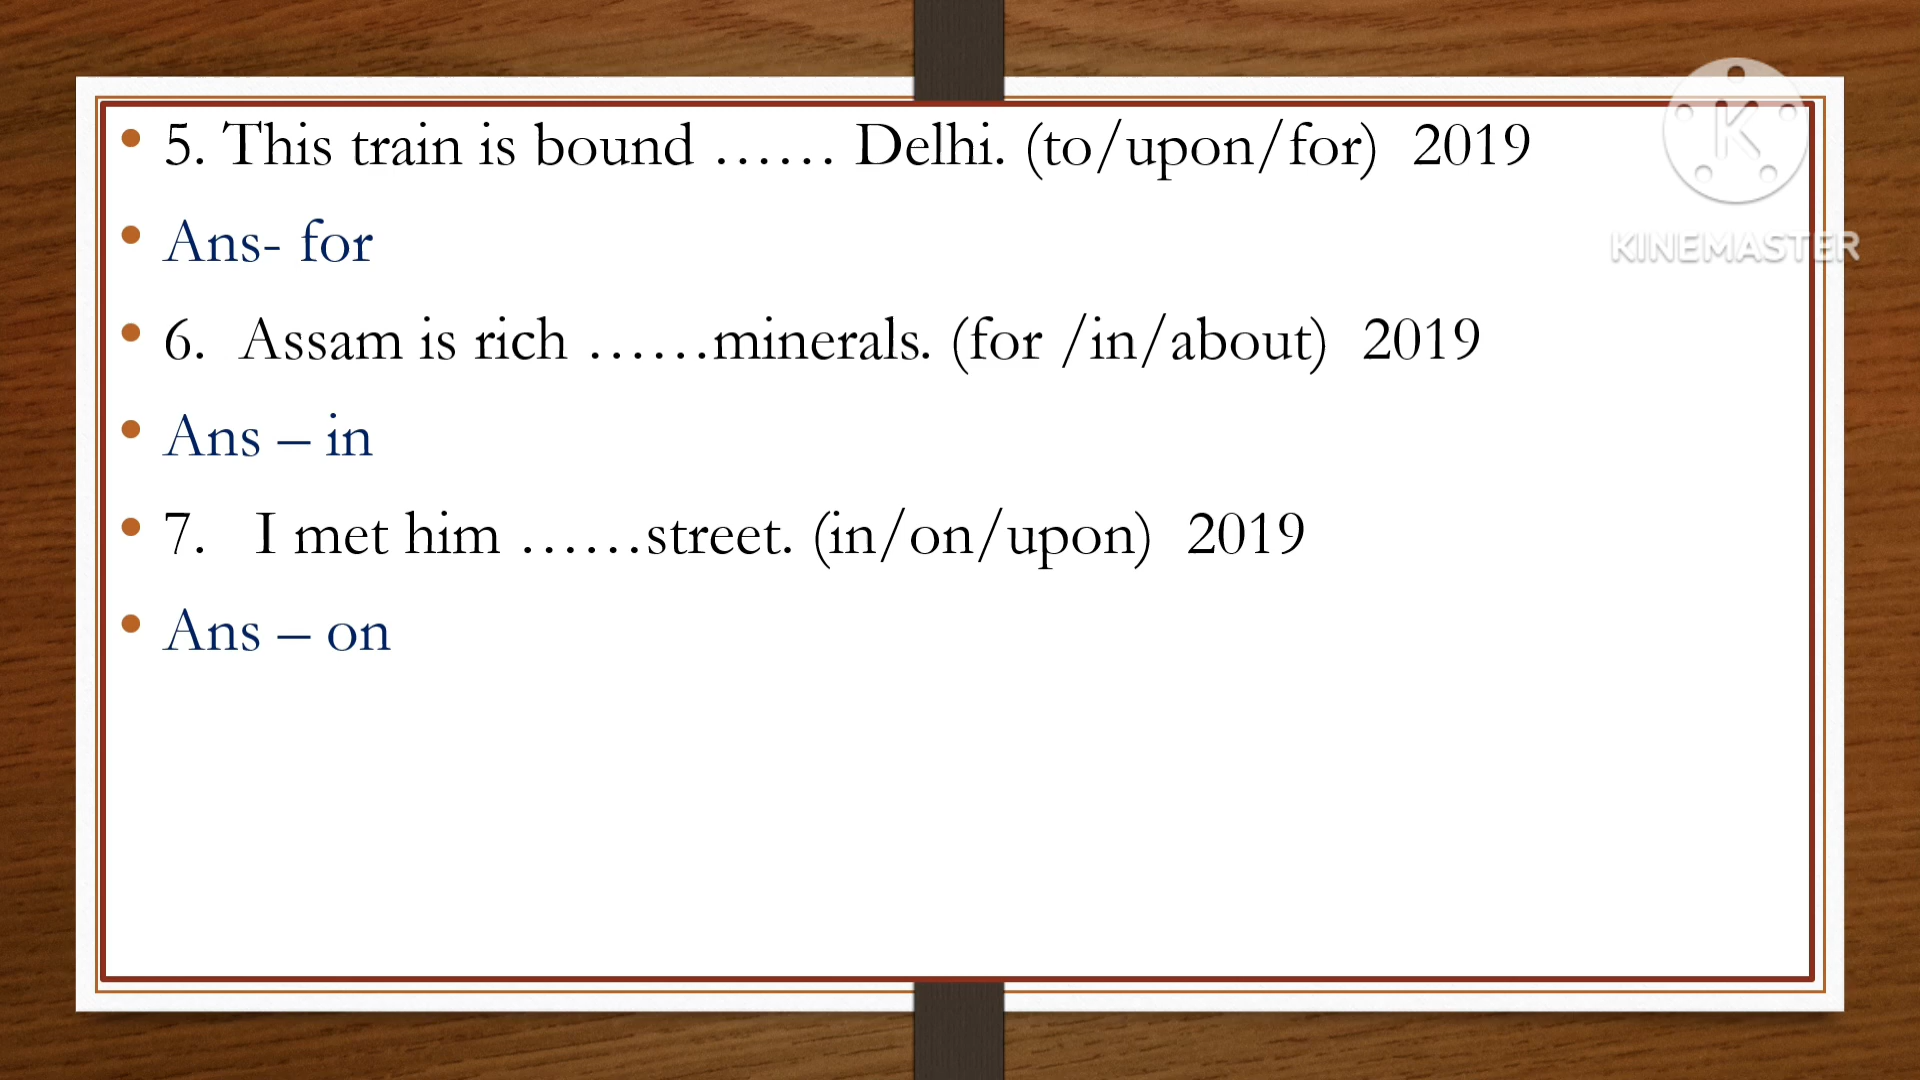 • 5. This train is bound …… Delhi. (to/upon/for) 2019
• Ans- for
• 6. Assam is rich ……minerals. (for /in/about) 2019
• Ans – in
• 7. I met him ……street. (in/on/upon) 2019
• Ans – on
K
KINEMASTER